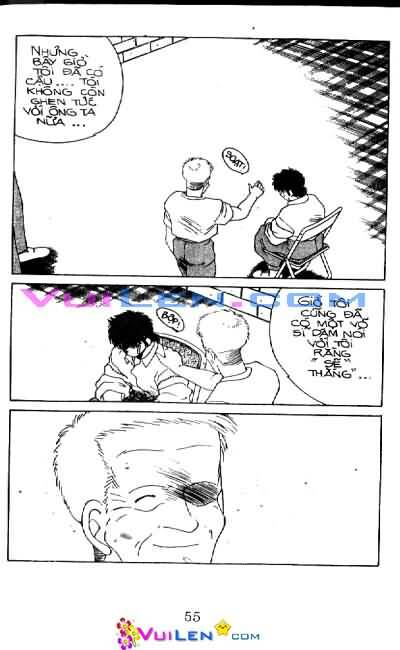 NHƯNG
BÂY GIỜ
TÔI ĐÃ CÓ
CẬU.... TÔI
KHÔNG CÒN
GHEN TỨC
VỚI ÔNG TA
NỮA...
SOẠT!
VUILEN.COM
GIỜ TÔI
CŨNG ĐÃ
CÓ MỘT VÕ
SĨ DÁM NÓI
VỚI TÔI
RẰNG
" SẼ
THẮNG"...
BỘP!
55
VUILEN.COM